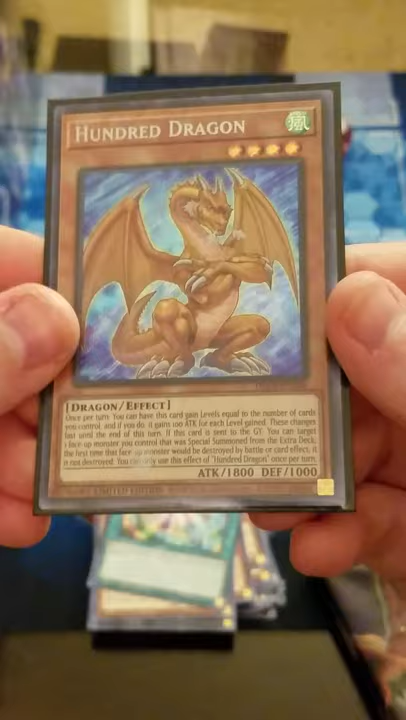 HUNDRED DRAGON
風
[DRAGON/EFFECT]
Once per turn: You can have this card gain Levels equal to the number of cards
you control, and if you do, it gains 100 ATK for each Level gained. These changes
last until the end of this turn. If this card is sent to the GY: You can target
1 face-up monster you control that was Special Summoned from the Extra Deck;
the first time that face-up monster would be destroyed by battle or card effect, it
is not destroyed. You can only use this effect of "Hundred Dragon" once per turn.
ATK/1800 DEF/1000
LIMITED EDITION